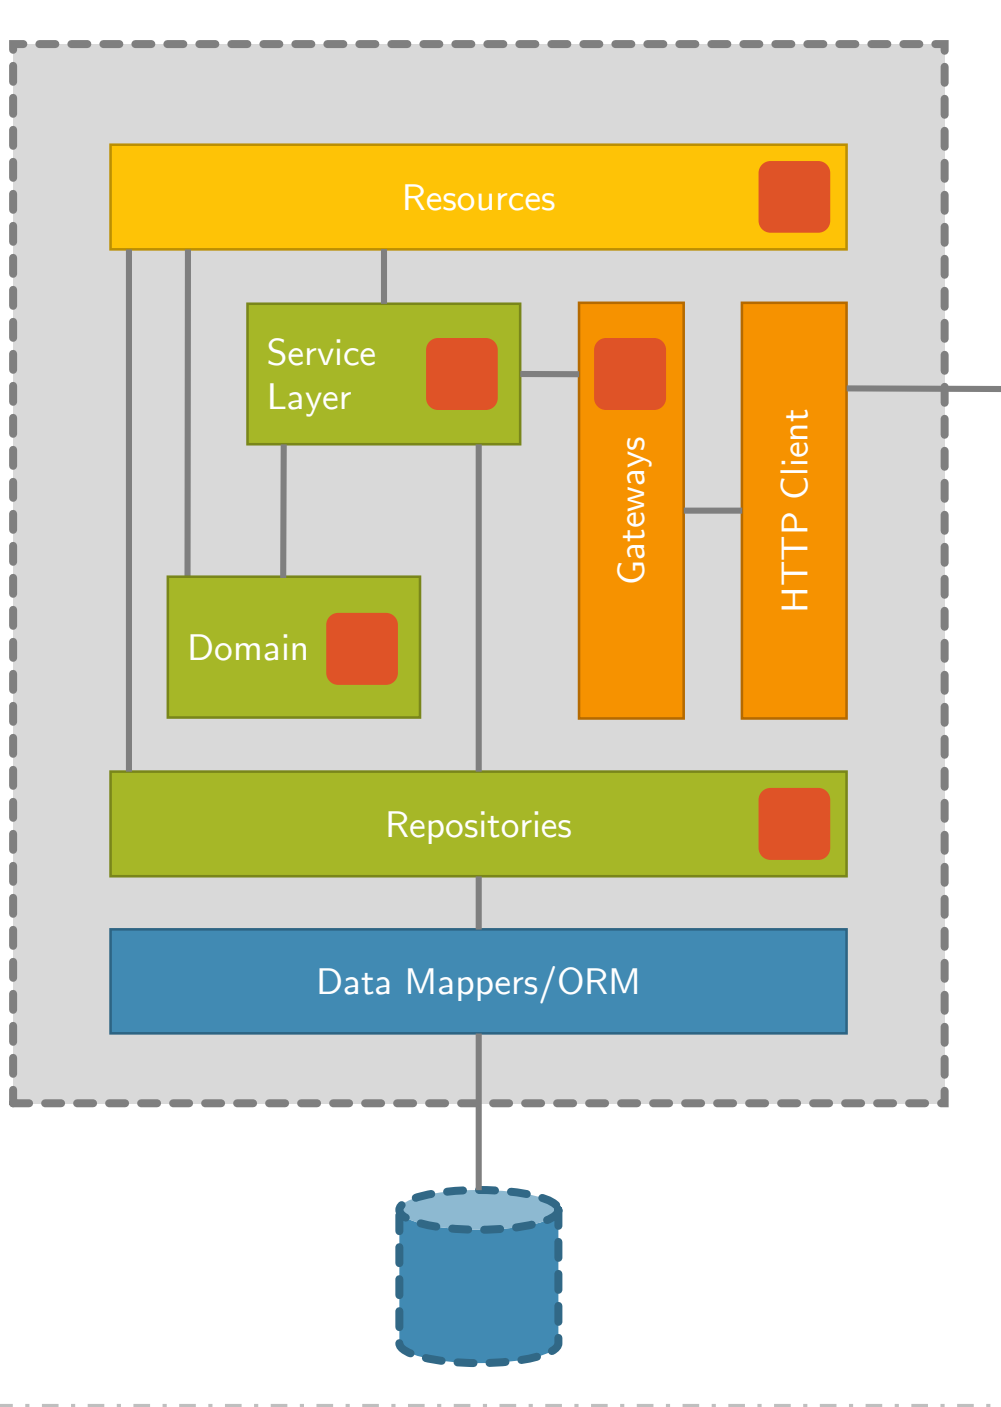 Resources
Service
Layer
Gateways
HTTP Client
Domain
Repositories
Data Mappers/ORM